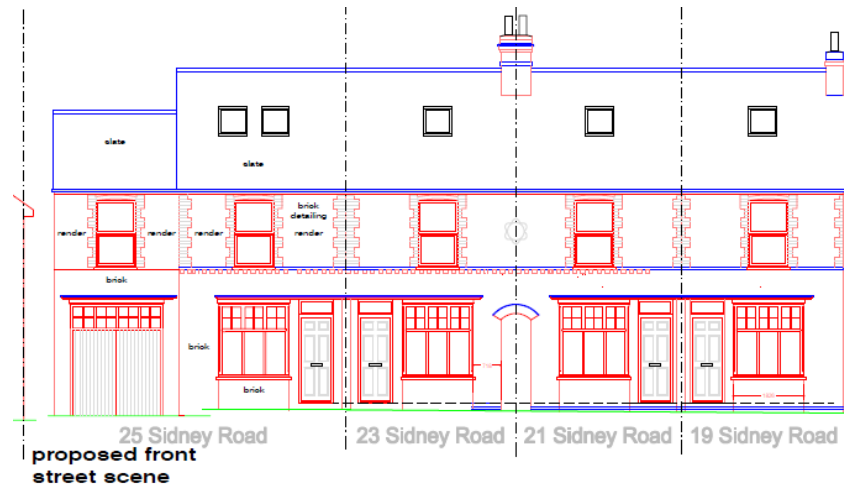 slate
slate
brick
detailing
render
render
render
render
brick
brick
brick
25 Sidney Road
23 Sidney Road
21 Sidney Road
19 Sidney Road
proposed front
street scene